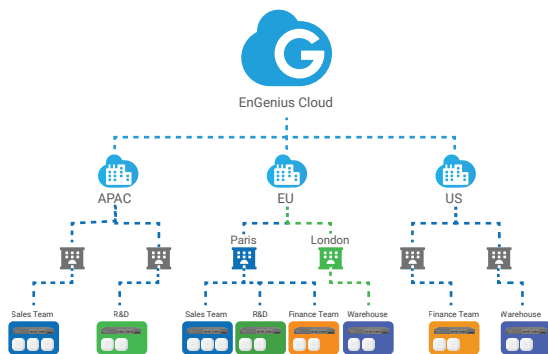 G
EnGenius Cloud
APAC
EU
US
Paris
London
Sales Team
R&D
Sales Team
R&D
Finance Team
Warehouse
Finance Team
Warehouse